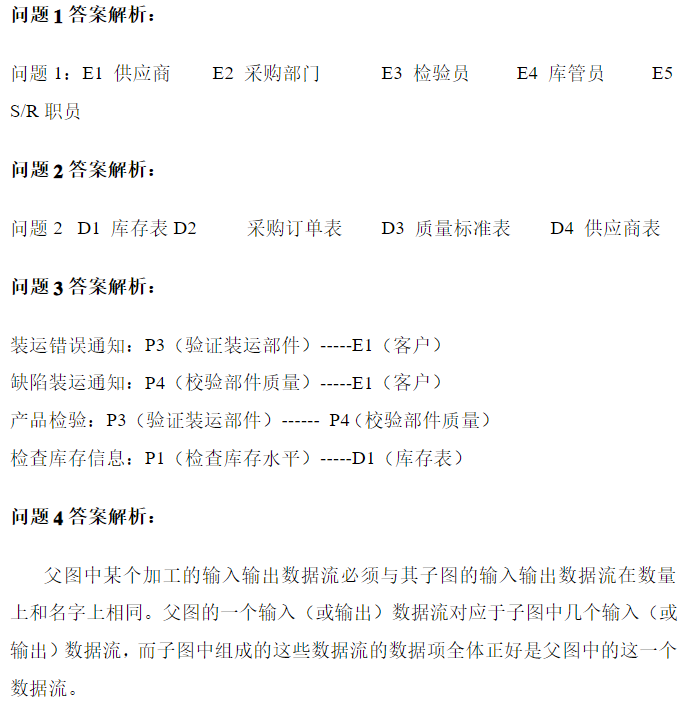 问题 1 答案解析：
问题 1：E1 供应商 E2 采购部门 E3 检验员 E4 库管员 E5
S/R 职员
问题 2 答案解析：
问题 2 D1 库存表 D2 采购订单表 D3 质量标准表 D4 供应商表
问题 3 答案解析：
装运错误通知：P3（验证装运部件）-----E1（客户）
缺陷装运通知：P4（校验部件质量）-----E1（客户）
产品检验：P3（验证装运部件）------ P4（校验部件质量）
检查库存信息：P1（检查库存水平）-----D1（库存表）
问题 4 答案解析：
父图中某个加工的输入输出数据流必须与其子图的输入输出数据流在数量
上和名字上相同。父图的一个输入（或输出）数据流对应于子图中几个输入（或
输出）数据流，而子图中组成的这些数据流的数据项全体正好是父图中的这一个
数据流。